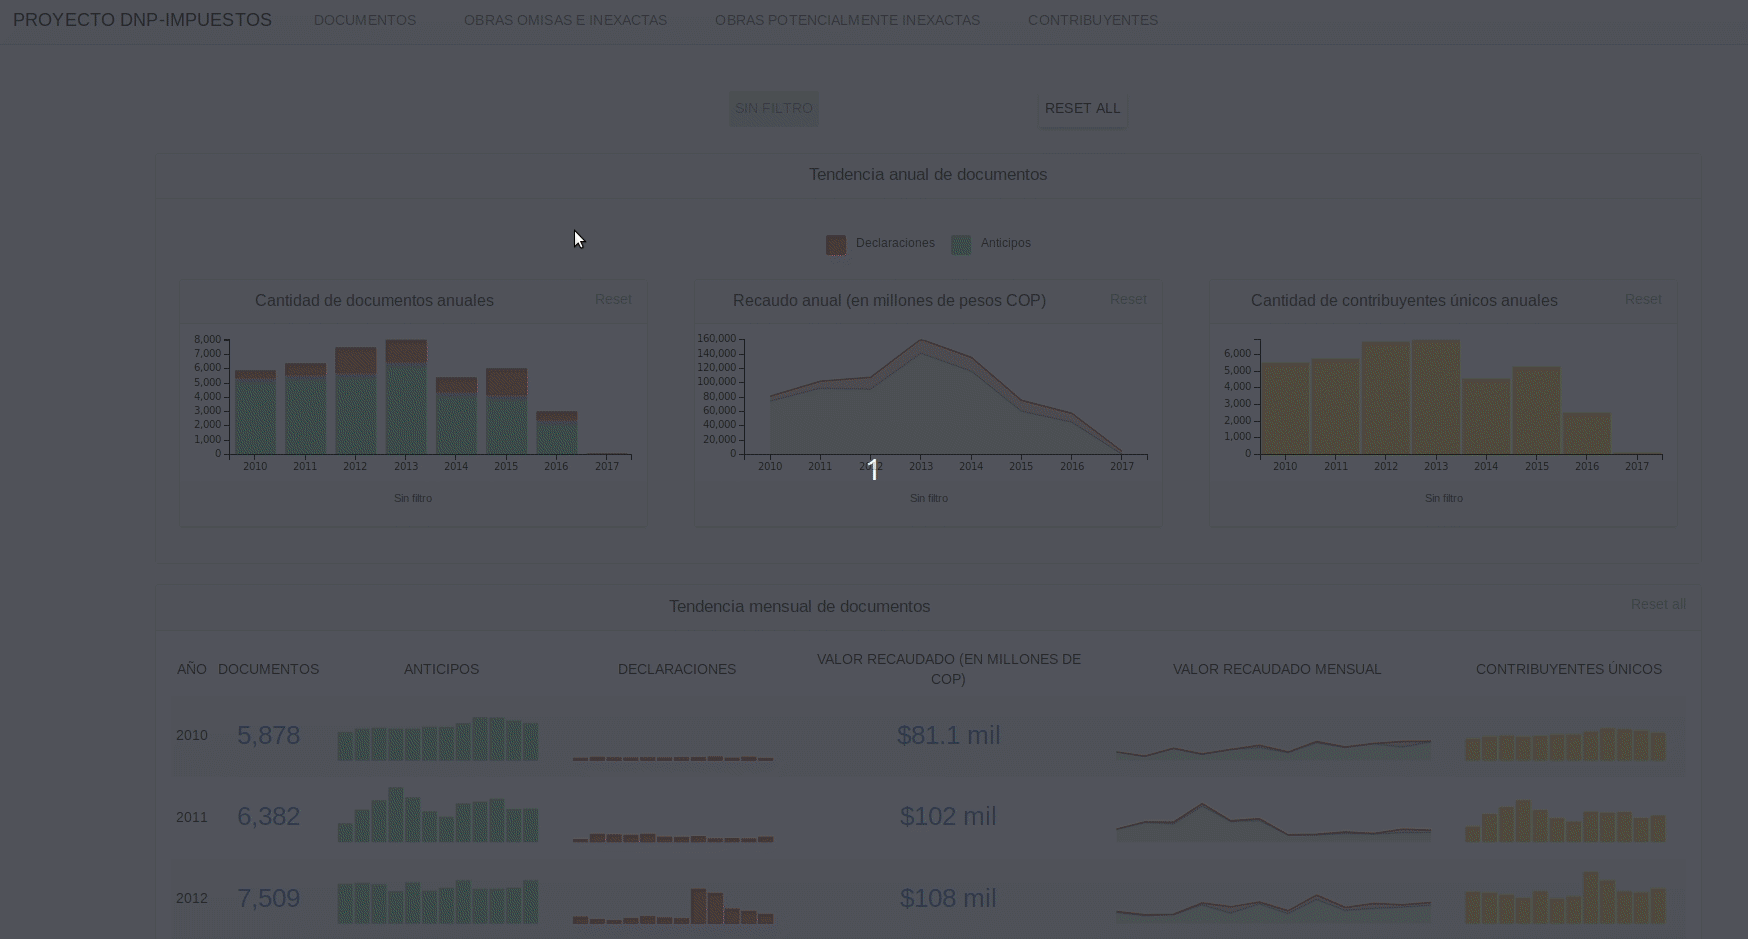 PROYECTO DNP-IMPUESTOS DOCUMENTOS OBRAS OMISAS E INEXACTAS OBRAS POTENCIALMENTE INEXACTAS CONTRIBUYENTES
SIN FILTRO RESET ALL
Tendencia anual de documentos
Declaraciones Anticipos
Cantidad de documentos anuales Reset
8,000
7,000
6,000
5,000
4,000
3,000
2,000
1,000
0
2010 2011 2012 2013 2014 2015 2016 2017
Sin filtro
Recaudo anual (en millones de pesos COP) Reset
160,000
140,000
120,000
100,000
80,000
60,000
40,000
20,000
0
2010 2011 2012 2013 2014 2015 2016 2017
1
Sin filtro
Cantidad de contribuyentes únicos anuales Reset
6,000
5,000
4,000
3,000
2,000
1,000
0
2010 2011 2012 2013 2014 2015 2016 2017
Sin filtro
Tendencia mensual de documentos Reset all
AÑO DOCUMENTOS ANTICIPOS DECLARACIONES VALOR RECAUDADO (EN MILLONES DE
COP) VALOR RECAUDADO MENSUAL CONTRIBUYENTES ÚNICOS
2010 5,878 $81.1 mil
2011 6,382 $102 mil
2012 7,509 $108 mil